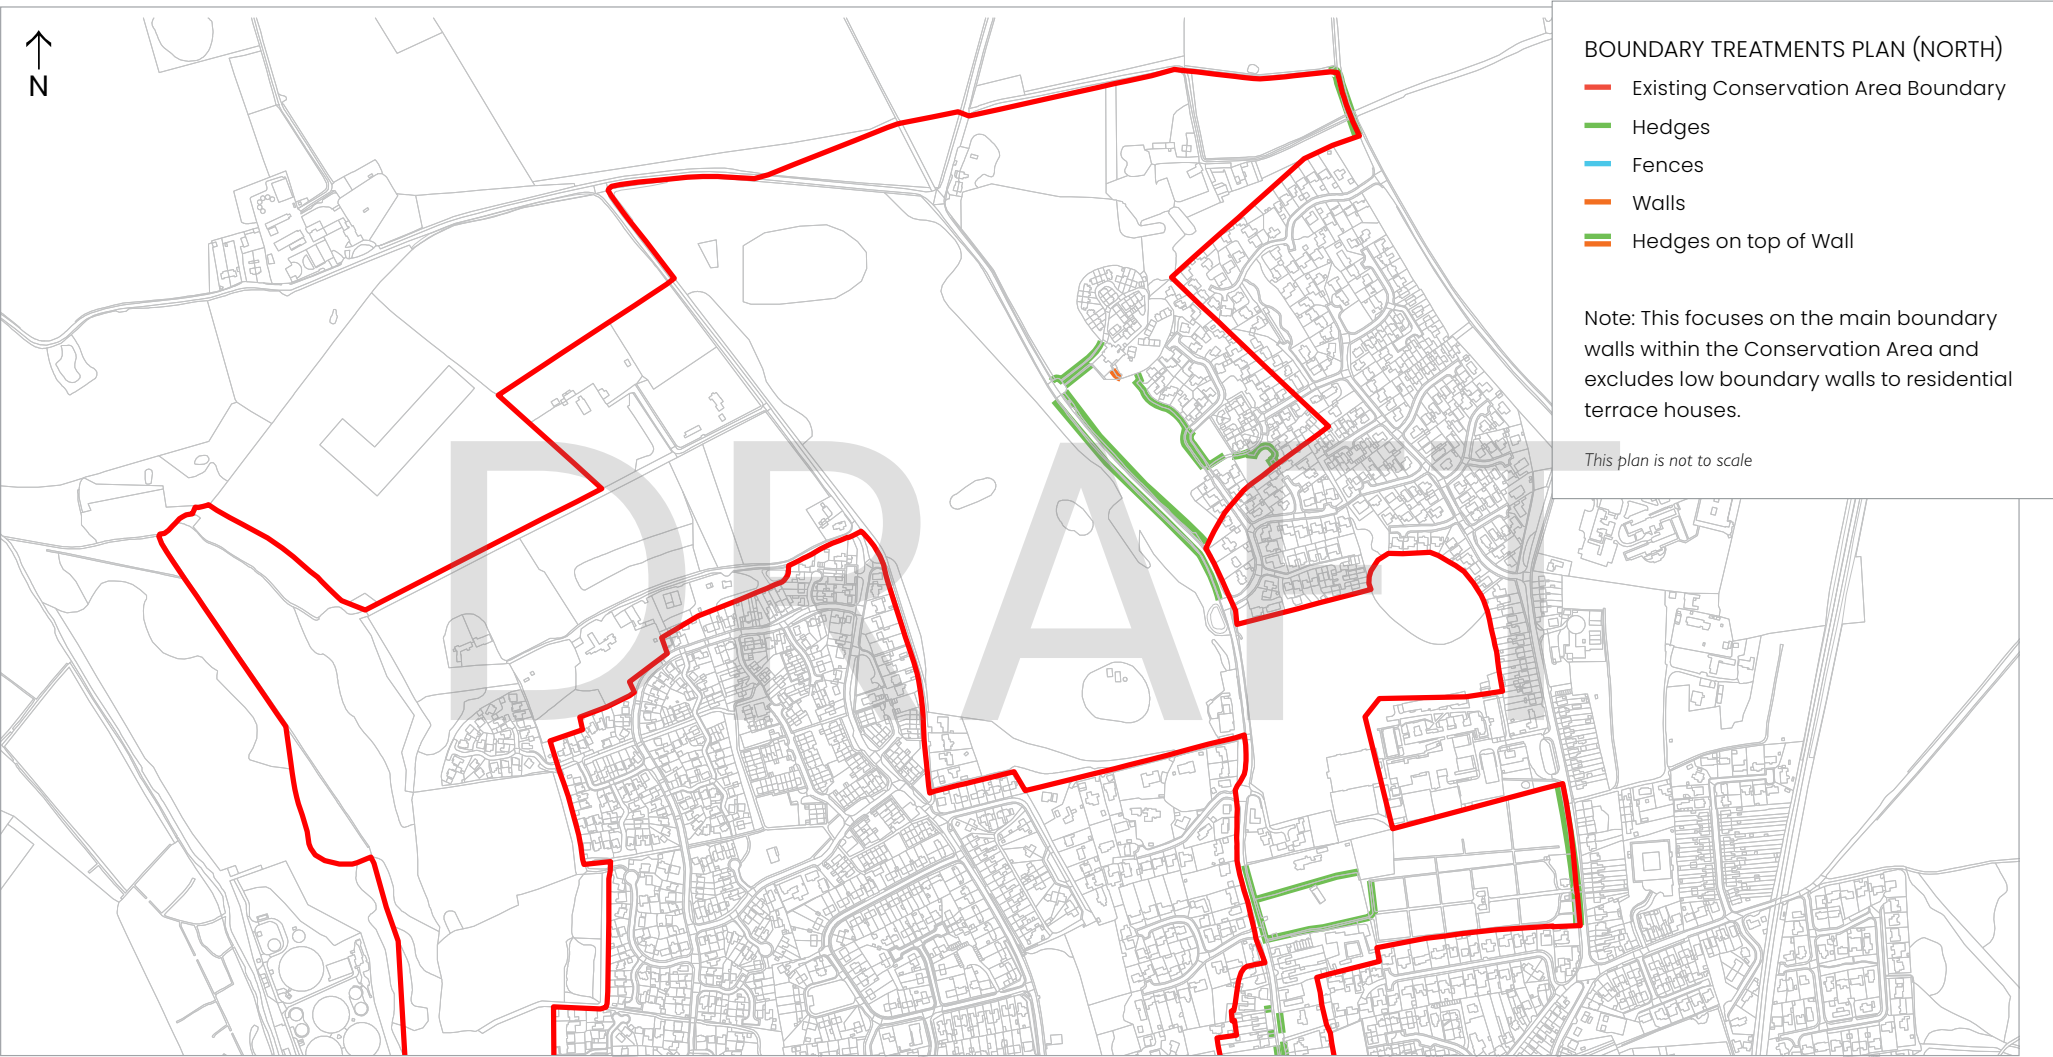 N
BOUNDARY TREATMENTS PLAN (NORTH)
Existing Conservation Area Boundary
Hedges
Fences
Walls
Hedges on top of Wall
Note: This focuses on the main boundary
walls within the Conservation Area and
excludes low boundary walls to residential
terrace houses.
This plan is not to scale
DRAFT